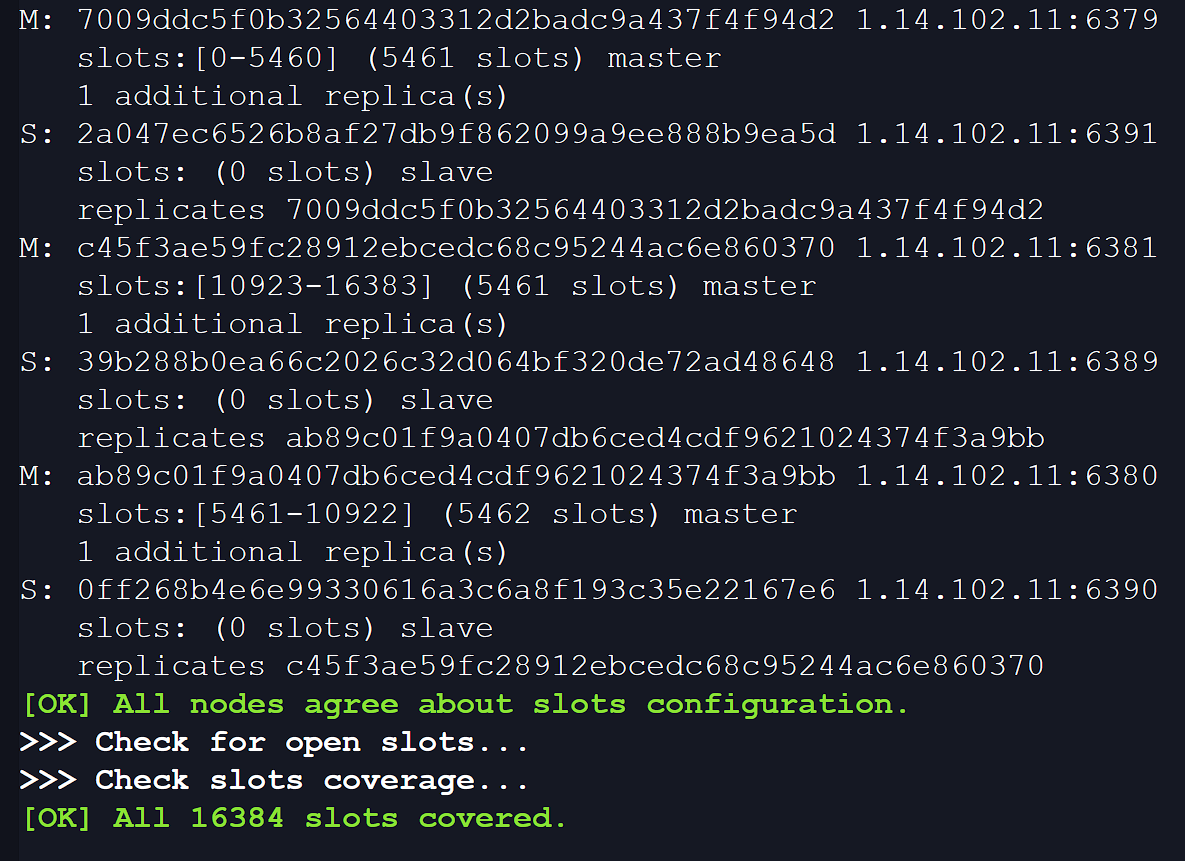 M: 7009ddc5f0b32564403312d2badc9a437f4f94d2 1.14.102.11:6379
slots:[0-5460] (5461 slots) master
1 additional replica(s)
S: 2a047ec6526b8af27db9f862099a9ee888b9ea5d 1.14.102.11:6391
slots: (0 slots) slave
replicates 7009ddc5f0b32564403312d2badc9a437f4f94d2
M: c45f3ae59fc28912ebcedc68c95244ac6e860370 1.14.102.11:6381
slots:[10923-16383] (5461 slots) master
1 additional replica(s)
S: 39b288b0ea66c2026c32d064bf320de72ad48648 1.14.102.11:6389
slots: (0 slots) slave
replicates ab89c01f9a0407db6ced4cdf9621024374f3a9bb
M: ab89c01f9a0407db6ced4cdf9621024374f3a9bb 1.14.102.11:6380
slots:[5461-10922] (5462 slots) master
1 additional replica(s)
S: 0ff268b4e6e99330616a3c6a8f193c35e22167e6 1.14.102.11:6390
slots: (0 slots) slave
replicates c45f3ae59fc28912ebcedc68c95244ac6e860370
[OK] All nodes agree about slots configuration.
>>> Check for open slots...
>>> Check slots coverage...
[OK] All 16384 slots covered.